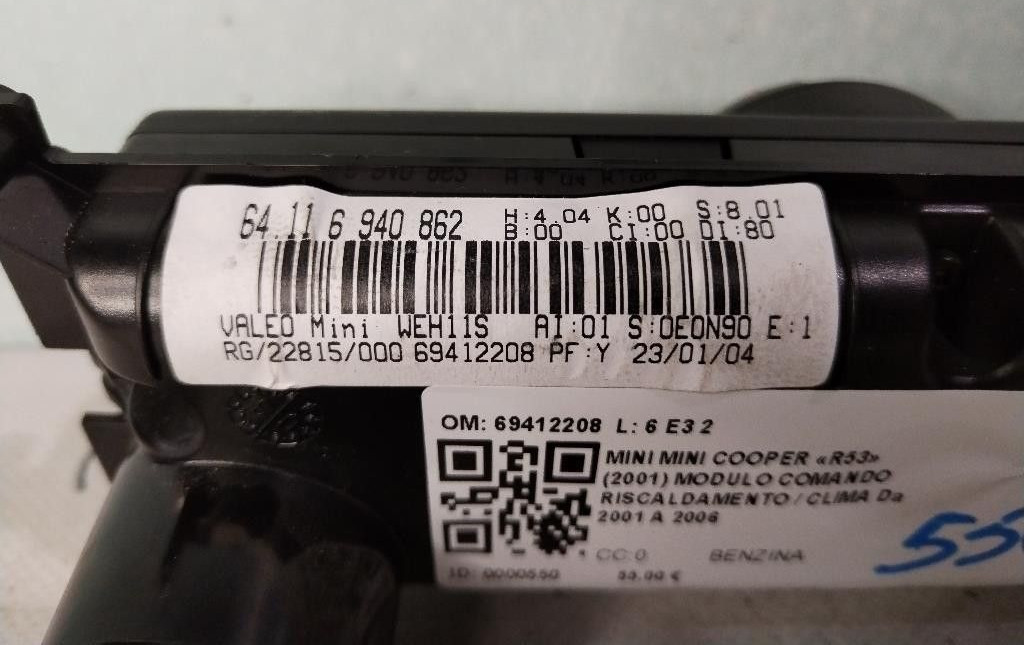 64.11 6 940 862
H:4.04 K:00 S:8.01
B:00 CI:00 DI:80
VALEO Mini WEH11S AI:01 S:0E0N90 E:1
RG/22815/000 69412208 PF:Y 23/01/04
OM: 69412208 L: 6 E3 2
MINI MINI COOPER «R53»
(2001) MODULO COMANDO
RISCALDAMENTO / CLIMA Da
2001 A 2006
CC:0 BENZINA
ID: 0000550